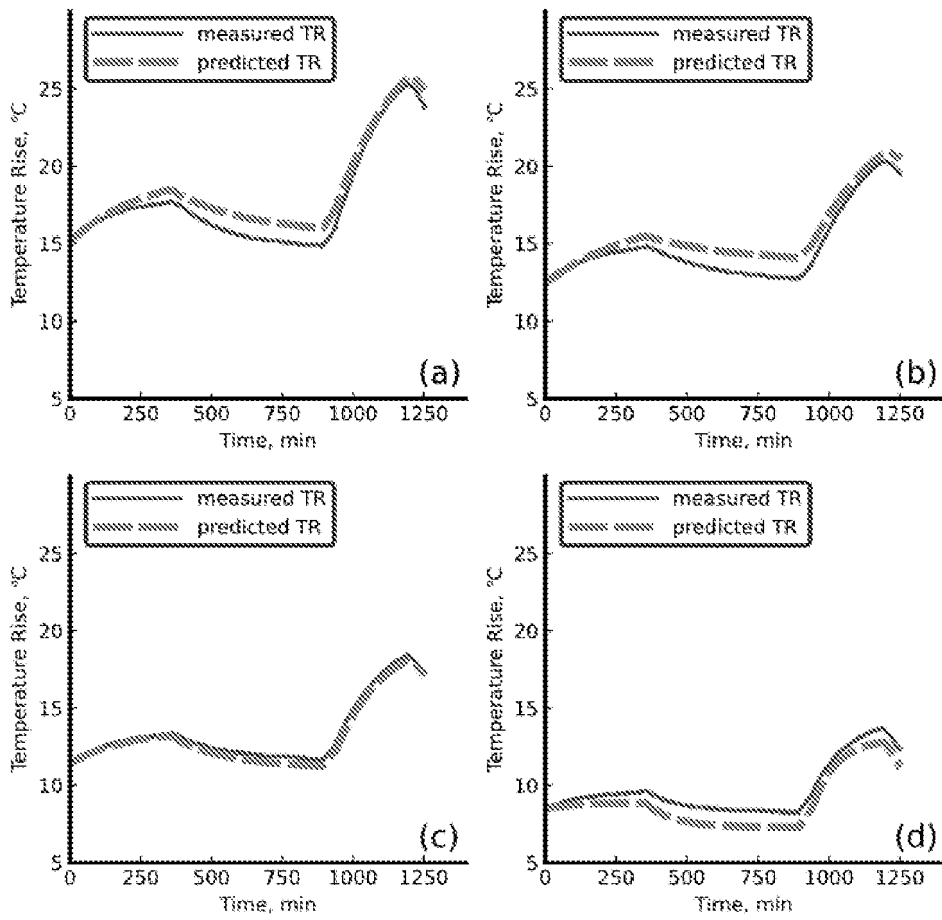 measured TR
predicted TR
25
20
15
10
5
Temperature Rise, °C
(a)
0 250 500 750 1000 1250
Time, min
measured TR
predicted TR
25
20
15
10
5
Temperature Rise, °C
(b)
0 250 500 750 1000 1250
Time, min
measured TR
predicted TR
25
20
15
10
5
Temperature Rise, °C
(c)
0 250 500 750 1000 1250
Time, min
measured TR
predicted TR
25
20
15
10
5
Temperature Rise, °C
(d)
0 250 500 750 1000 1250
Time, min